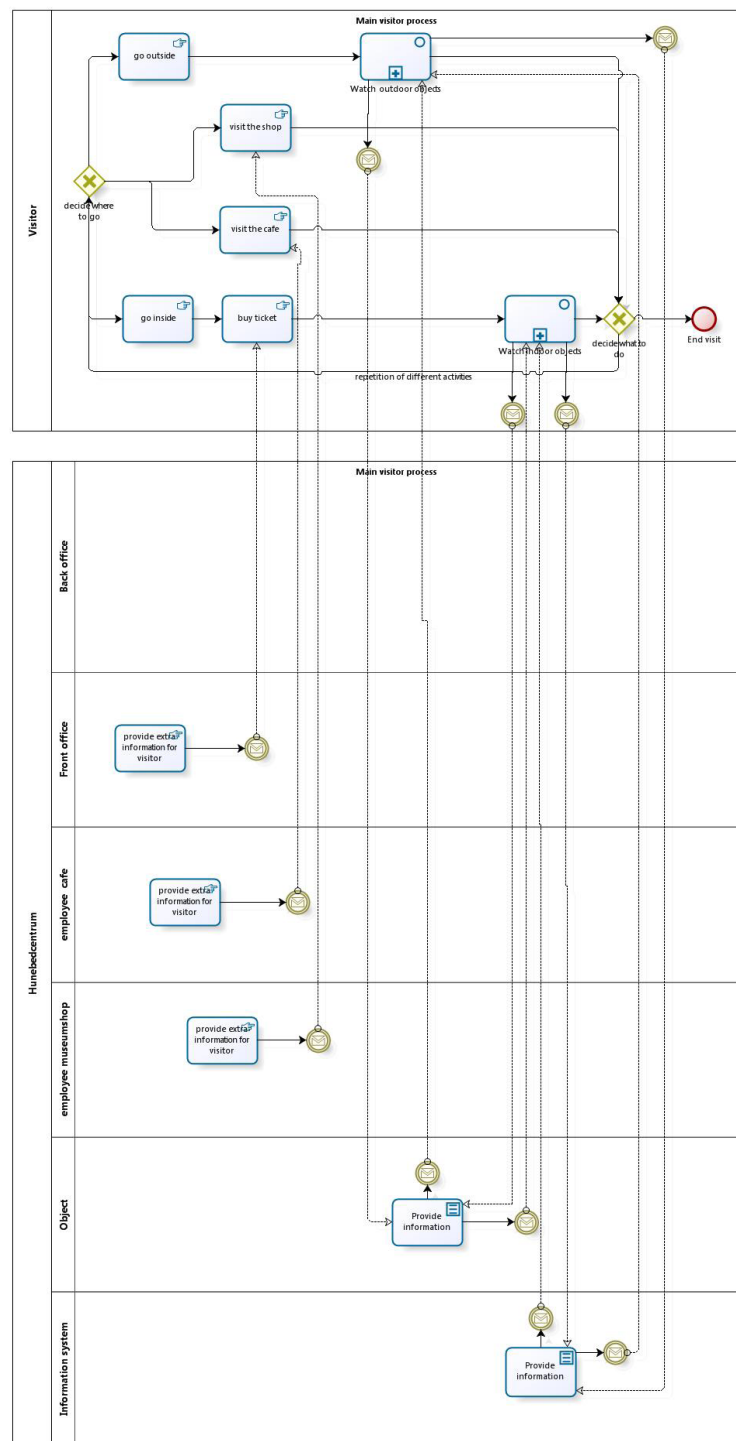 Main visitor process
Visitor
go outside
Watch outdoor objects
visit the shop
decide where
to go
visit the cafe
go inside
buy ticket
Watch indoor objects
decide what to
do
End visit
repetition of different activities
Main visitor process
Hunebedcentrum
Back office
Front office
provide extra
information for
visitor
employee cafe
provide extra
information for
visitor
employee museumshop
provide extra
information for
visitor
Object
Provide
information
Information system
Provide
information